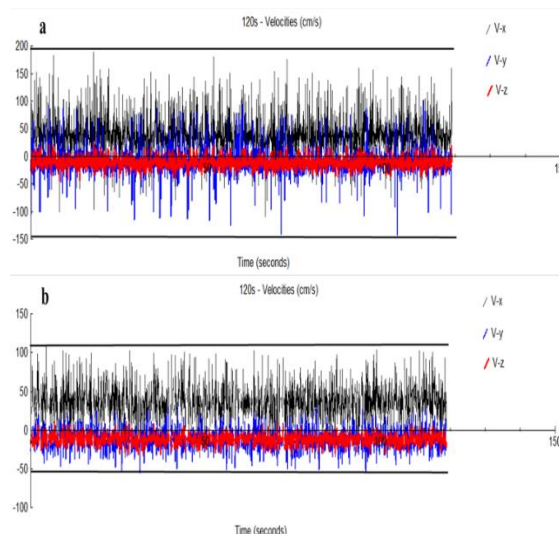 a
120s - Velocities (cm/s)
V-x
V-y
V-z
200
150
100
50
0
-50
-100
-150
Time (seconds)
b
120s - Velocities (cm/s)
V-x
V-y
V-z
150
100
50
0
-50
-100
150
Time (seconds)